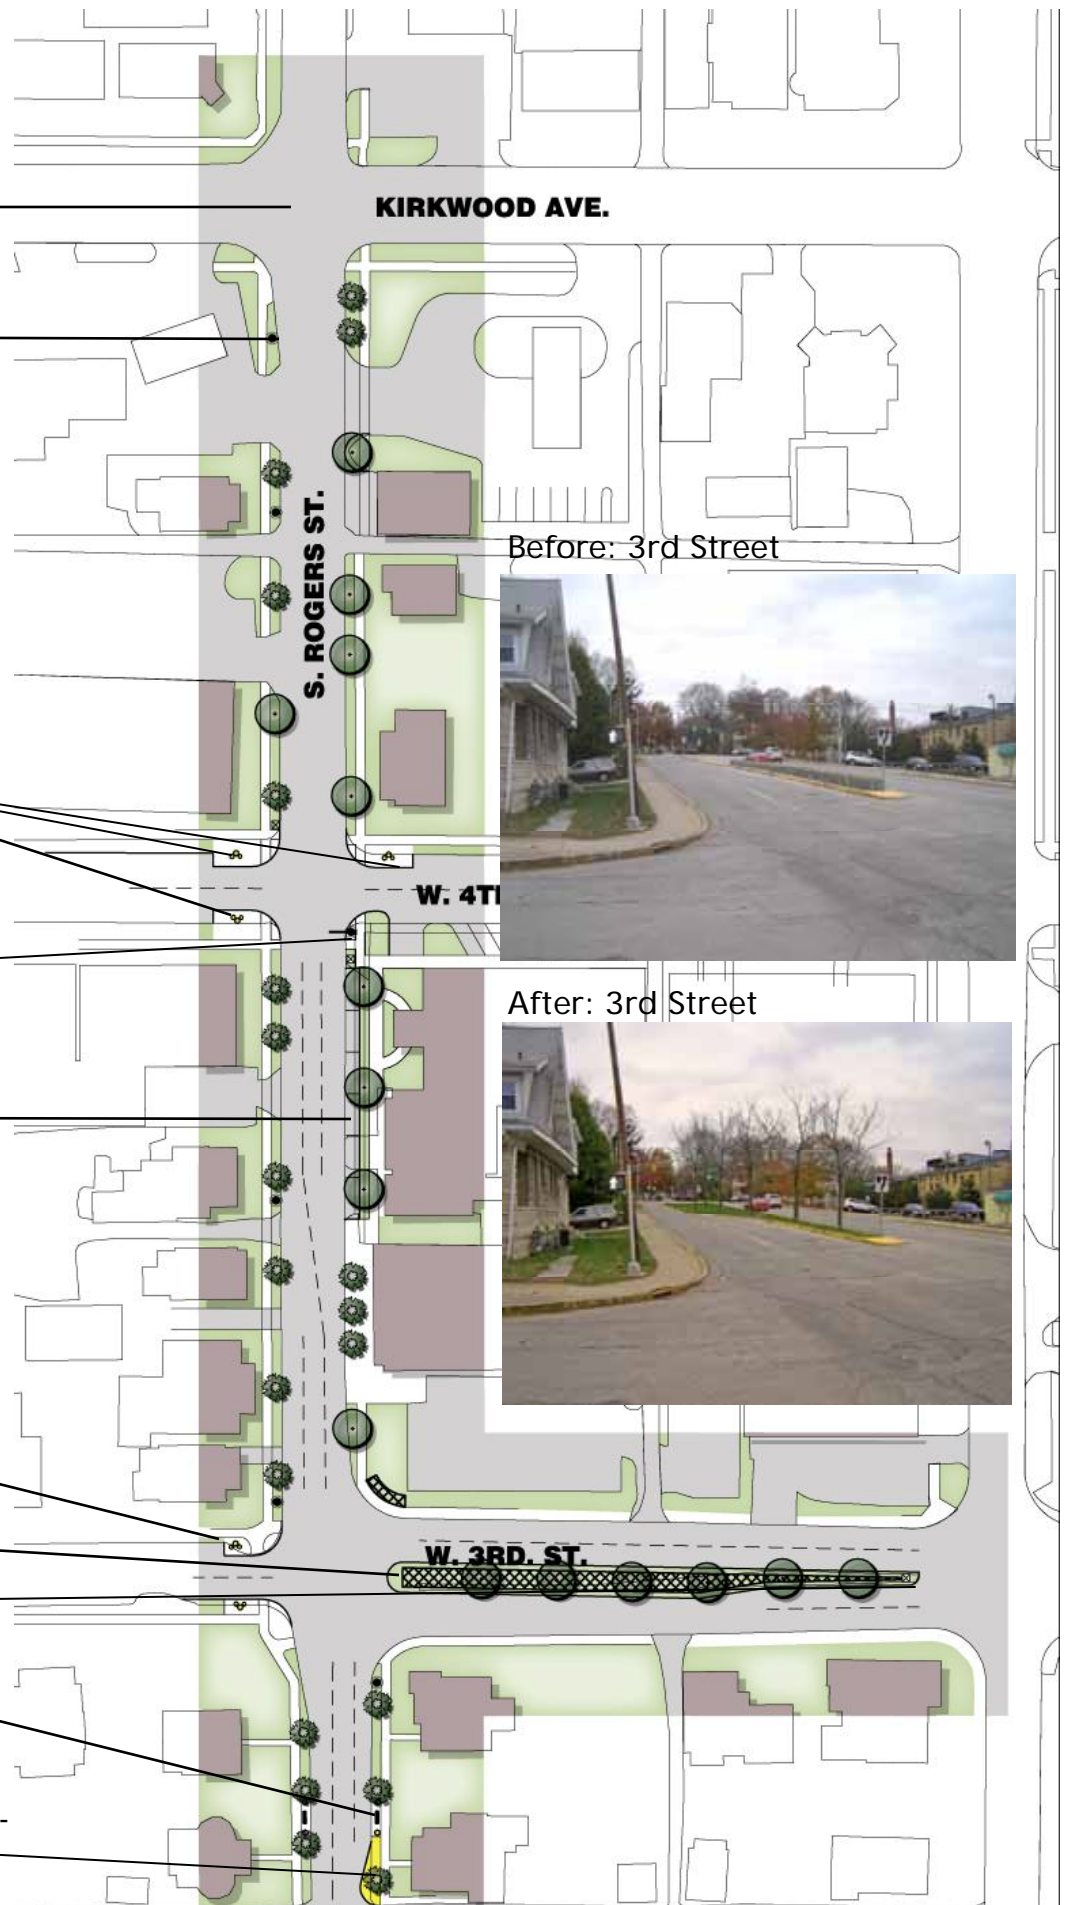 KIRKWOOD AVE.
S. ROGERS ST.
Before: 3rd Street
W. 4T
After: 3rd Street
W. 3RD. ST.